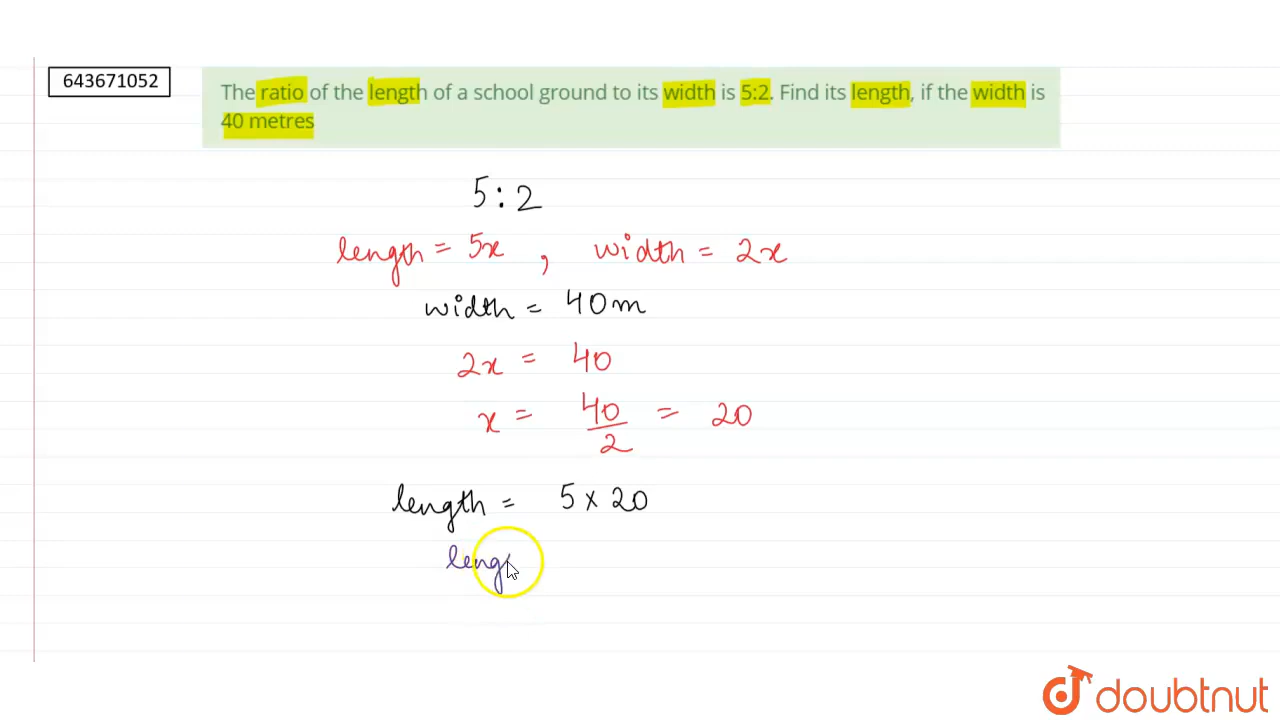 643671052
The ratio of the length of a school ground to its width is 5:2. Find its length, if the width is
40 metres
5:2
length = 5x , width = 2x
width = 40m
2x = 40
x = 40/2 = 20
length = 5 × 20
leng
doubtnut